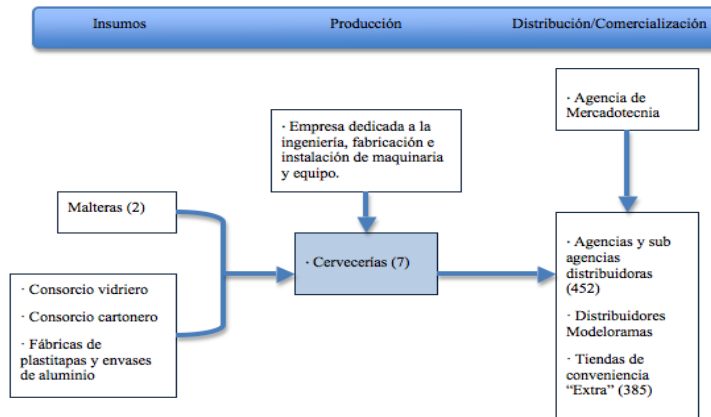 Insumos
Producción
Distribución/Comercialización
· Agencia de
Mercadotecnia
· Empresa dedicada a la
ingeniería, fabricación e
instalación de maquinaria
y equipo.
Malteras (2)
· Cervecerías (7)
· Consorcio vidriero
· Consorcio cartonero
· Fábricas de
plastitapas y envases
de aluminio
· Agencias y sub
agencias
distribuidoras
(452)
· Distribuidores
Modeloramas
· Tiendas de
conveniencia
“Extra” (385)